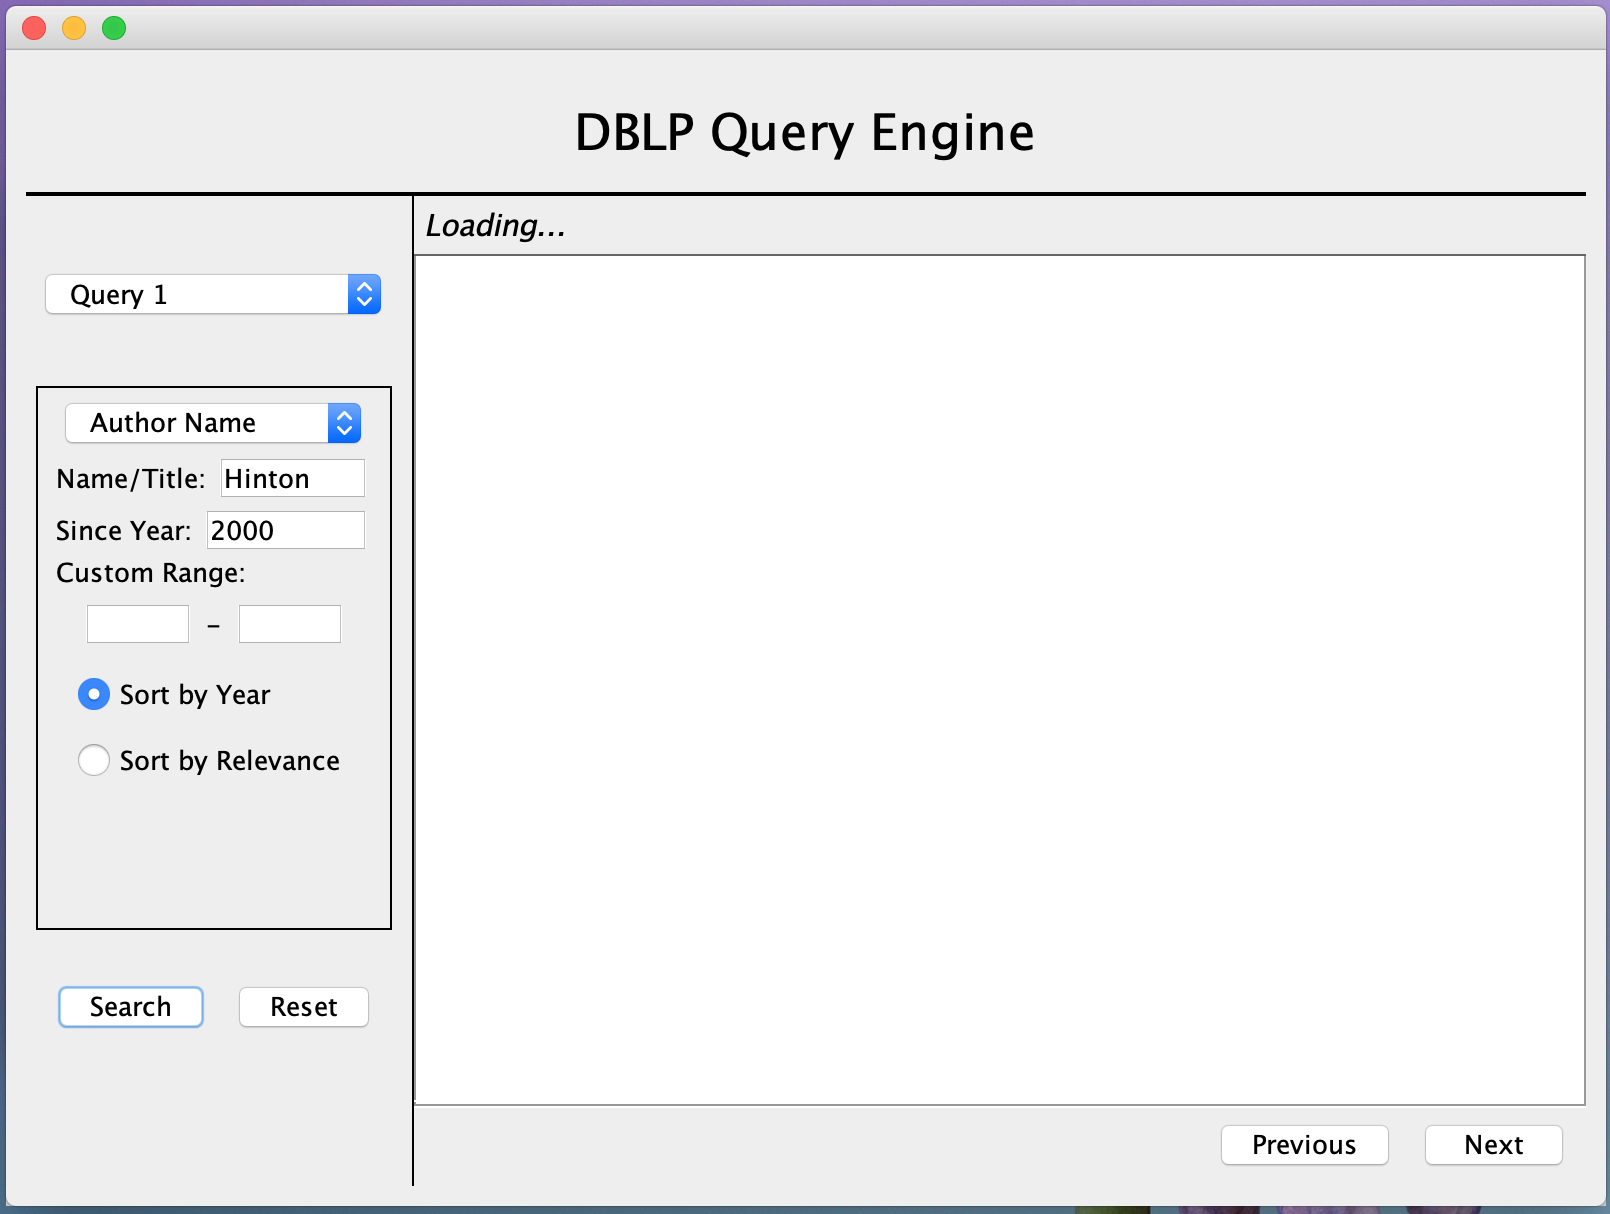 DBLP Query Engine
Loading...
Query 1
Author Name
Name/Title: Hinton
Since Year: 2000
Custom Range:
–
Sort by Year
Sort by Relevance
Search Reset
Previous Next